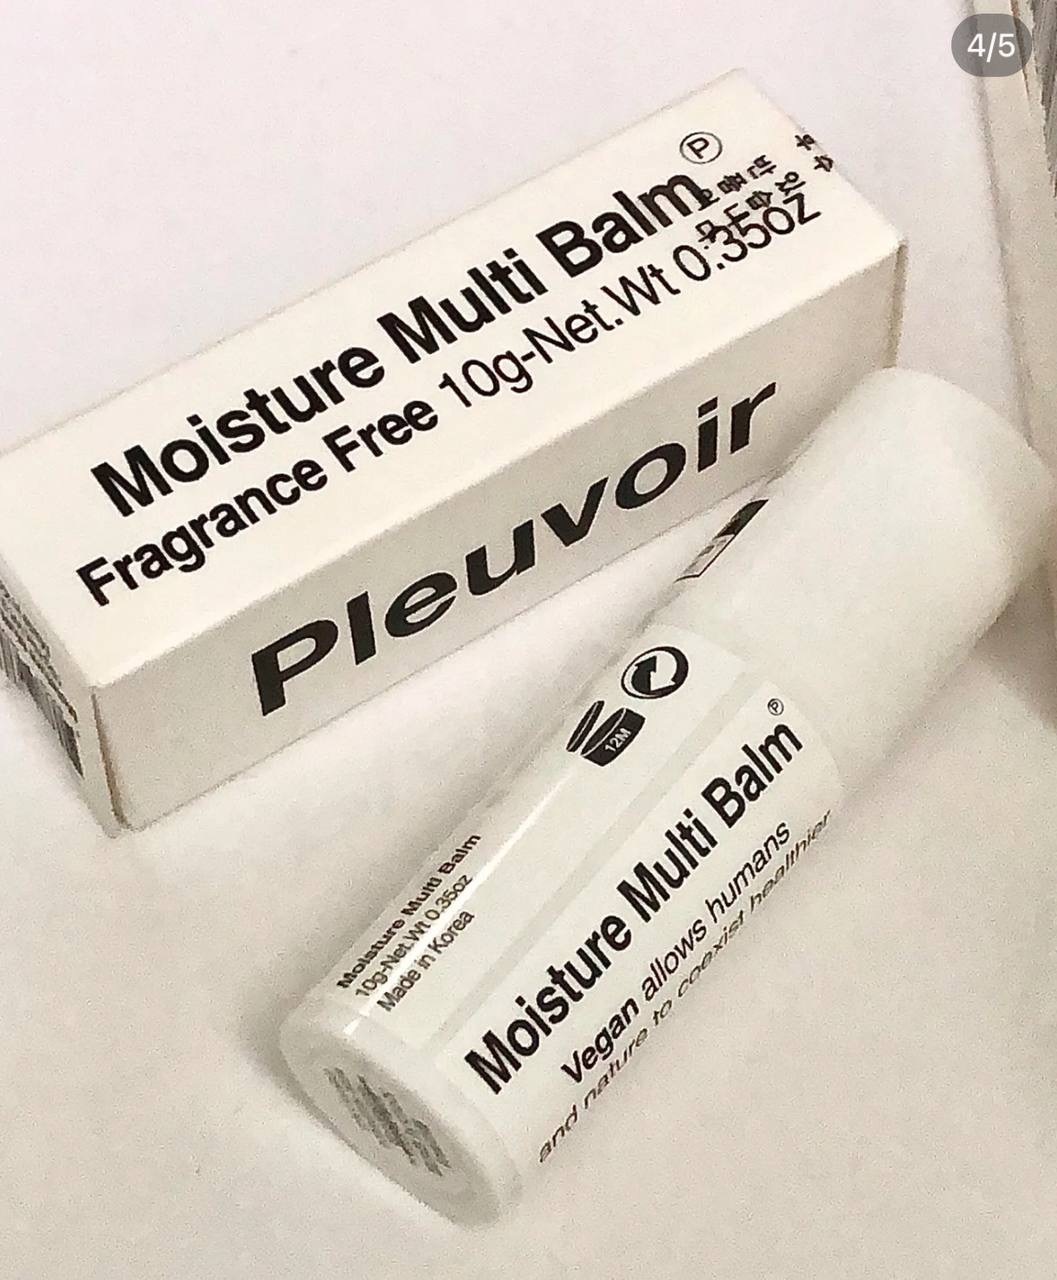 4/5
Moisture Multi Balm Ⓟ
Fragrance Free 10g-Net.Wt 0.35oz
Pleuvoir
12M
Moisture Multi Balm
10g-Net.Wt 0.35oz
Made in Korea
Moisture Multi Balm Ⓟ
Vegan allows humans
and nature to coexist healthier